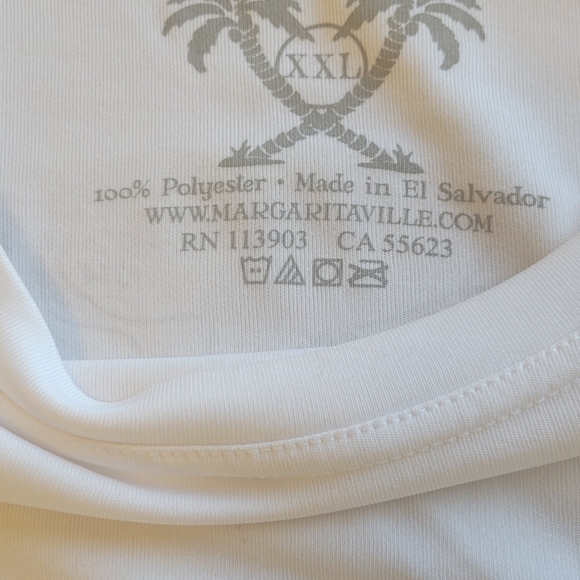 XXL
100% Polyester • Made in El Salvador
WWW.MARGARITAVILLE.COM
RN 113903 CA 55623